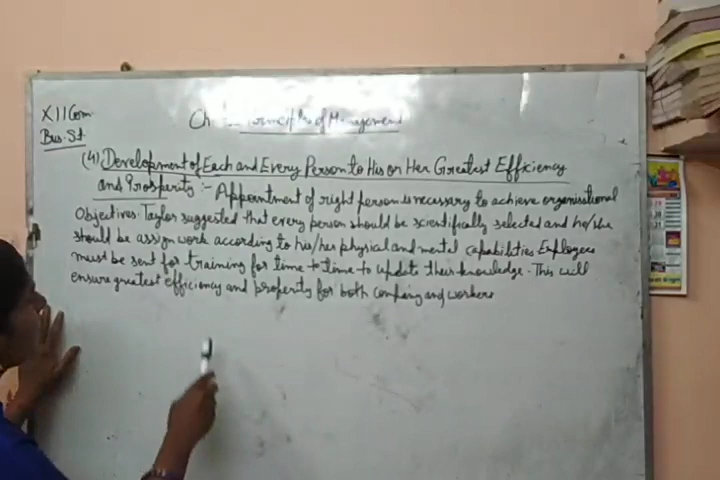 XII Com
Bus. St.
Ch Principles of Management
(4) Development of Each and Every Person to His or Her Greatest Efficiency
and Prosperity :- Appointment of right person is necessary to achieve organisational
Objectives. Taylor suggested that every person should be scientifically selected and he/she
should be assign work according to his/her physical and mental capabilities Employees
must be sent for training for time to time to update their knowledge. This will
ensure greatest efficiency and properity for both company and workers